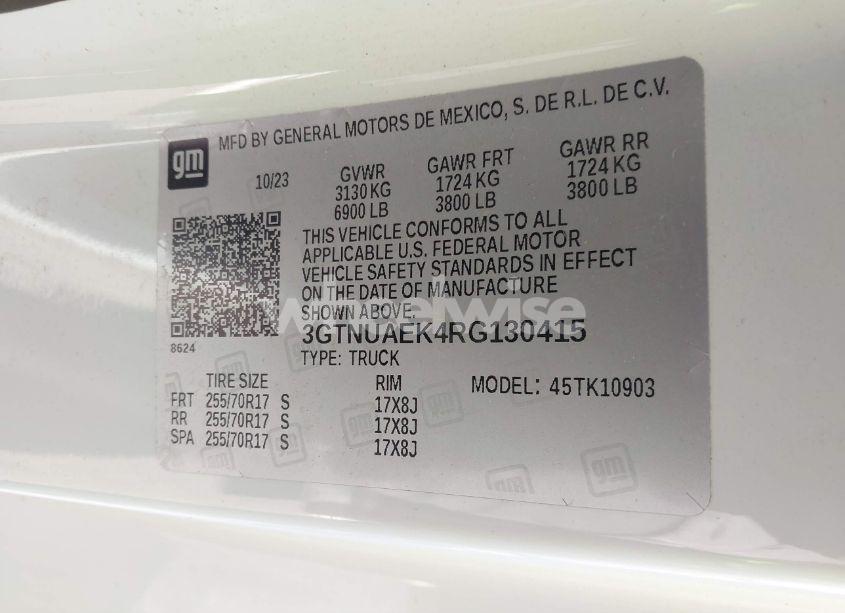 gm
MFD BY GENERAL MOTORS DE MEXICO, S. DE R.L. DE C.V.
10/23
GVWR
3130 KG
6900 LB
GAWR FRT
1724 KG
3800 LB
GAWR RR
1724 KG
3800 LB
THIS VEHICLE CONFORMS TO ALL
APPLICABLE U.S. FEDERAL MOTOR
VEHICLE SAFETY STANDARDS IN EFFECT
ON THE DATE OF MANUFACTURE
SHOWN ABOVE.
3GTNUAEK4RG130415
8624
TYPE: TRUCK
TIRE SIZE RIM
FRT 255/70R17 S 17X8J
RR 255/70R17 S 17X8J
SPA 255/70R17 S 17X8J
MODEL: 45TK10903
gm